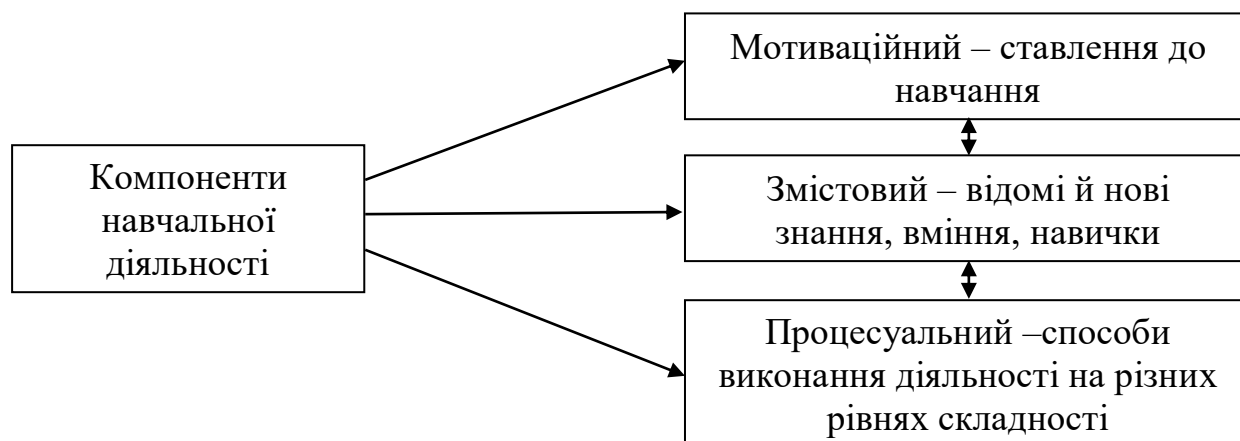 Компоненти
навчальної
діяльності
Мотиваційний – ставлення до
навчання
Змістовий – відомі й нові
знання, вміння, навички
Процесуальний –способи
виконання діяльності на різних
рівнях складності